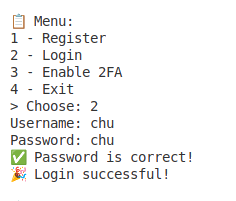 📋 Menu:
1 - Register
2 - Login
3 - Enable 2FA
4 - Exit
> Choose: 2
Username: chu
Password: chu
✅ Password is correct!
🎉 Login successful!